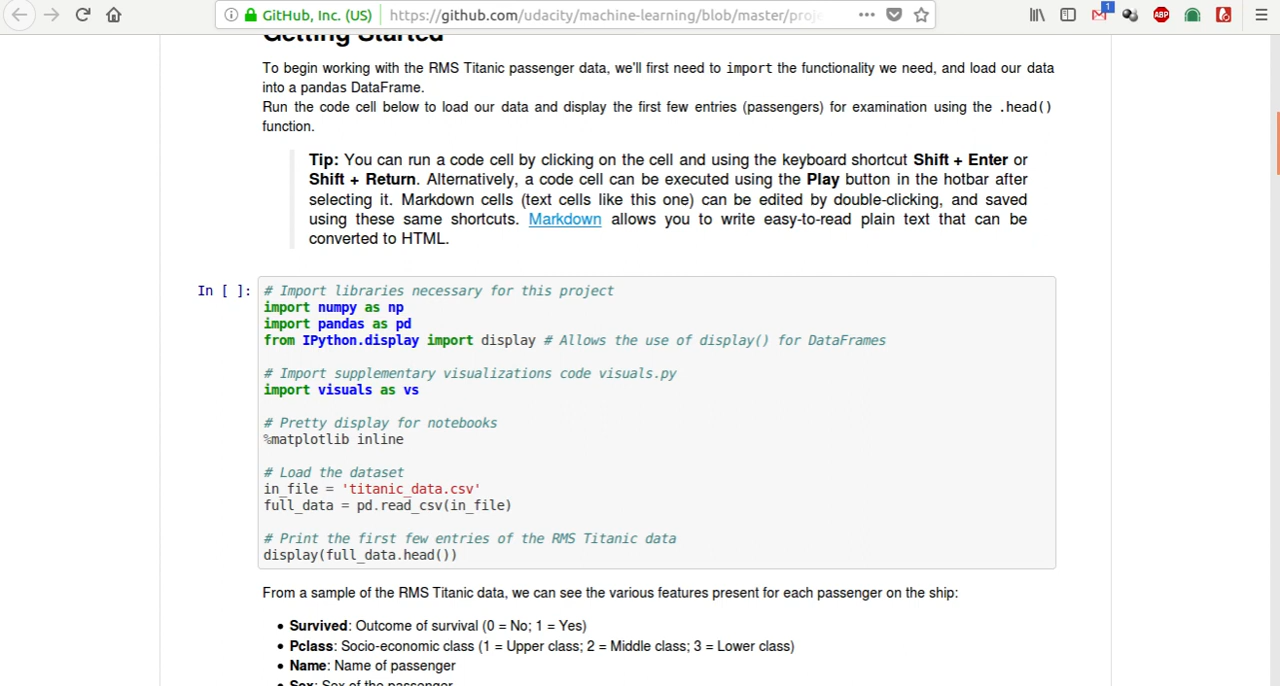 GitHub, Inc. (US) https://github.com/udacity/machine-learning/blob/master/proj
1
ABP
Getting Started
To begin working with the RMS Titanic passenger data, we'll first need to import the functionality we need, and load our data
into a pandas DataFrame.
Run the code cell below to load our data and display the first few entries (passengers) for examination using the .head()
function.
Tip: You can run a code cell by clicking on the cell and using the keyboard shortcut Shift + Enter or
Shift + Return. Alternatively, a code cell can be executed using the Play button in the hotbar after
selecting it. Markdown cells (text cells like this one) can be edited by double-clicking, and saved
using these same shortcuts. Markdown allows you to write easy-to-read plain text that can be
converted to HTML.
In [ ]: # Import libraries necessary for this project
import numpy as np
import pandas as pd
from IPython.display import display # Allows the use of display() for DataFrames
# Import supplementary visualizations code visuals.py
import visuals as vs
# Pretty display for notebooks
%matplotlib inline
# Load the dataset
in_file = 'titanic_data.csv'
full_data = pd.read_csv(in_file)
# Print the first few entries of the RMS Titanic data
display(full_data.head())
From a sample of the RMS Titanic data, we can see the various features present for each passenger on the ship:
• Survived: Outcome of survival (0 = No; 1 = Yes)
• Pclass: Socio-economic class (1 = Upper class; 2 = Middle class; 3 = Lower class)
• Name: Name of passenger
• Sex: Sex of the passenger